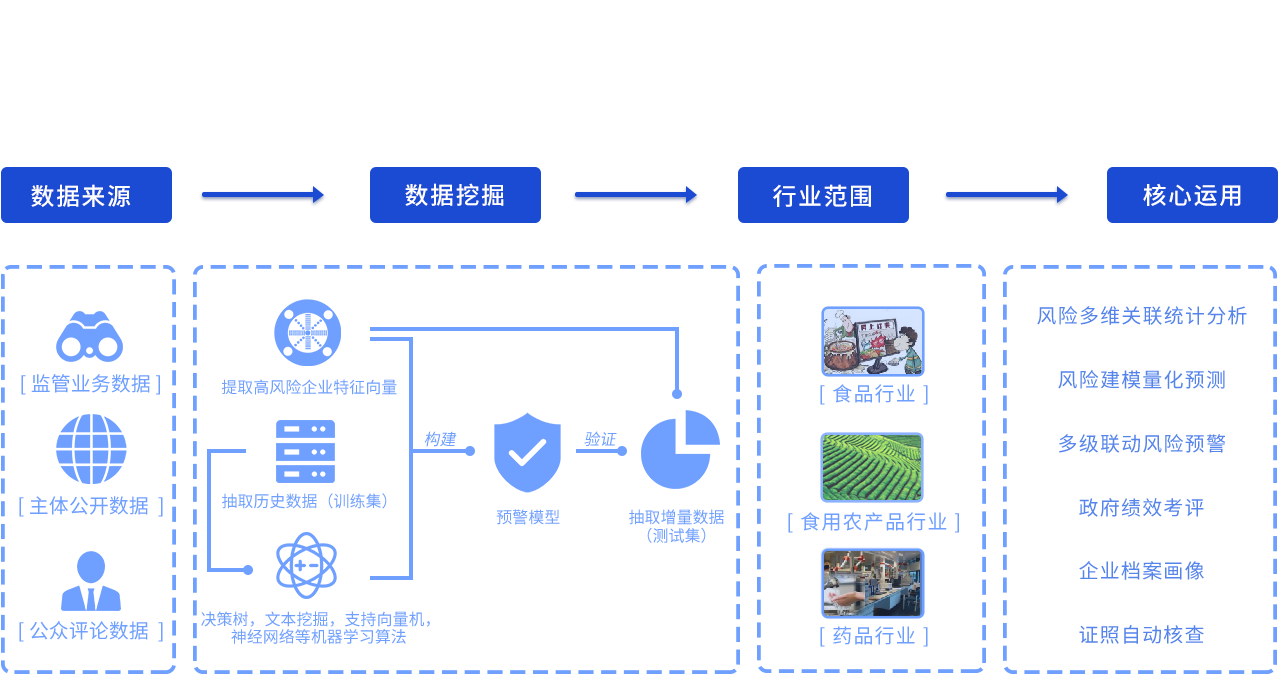 数据来源
数据挖掘
行业范围
核心运用
[ 监管业务数据 ]
[ 主体公开数据 ]
[ 公众评论数据 ]
提取高风险企业特征向量
抽取历史数据（训练集）
决策树，文本挖掘，支持向量机，
神经网络等机器学习算法
构建
预警模型
验证
抽取增量数据
（测试集）
[ 食品行业 ]
[ 食用农产品行业 ]
[ 药品行业 ]
风险多维关联统计分析
风险建模量化预测
多级联动风险预警
政府绩效考评
企业档案画像
证照自动核查